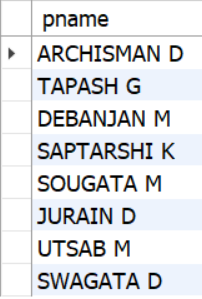 pname
ARCHISMAN D
TAPASH G
DEBANJAN M
SAPTARSHI K
SOUGATA M
JURAIN D
UTSAB M
SWAGATA D